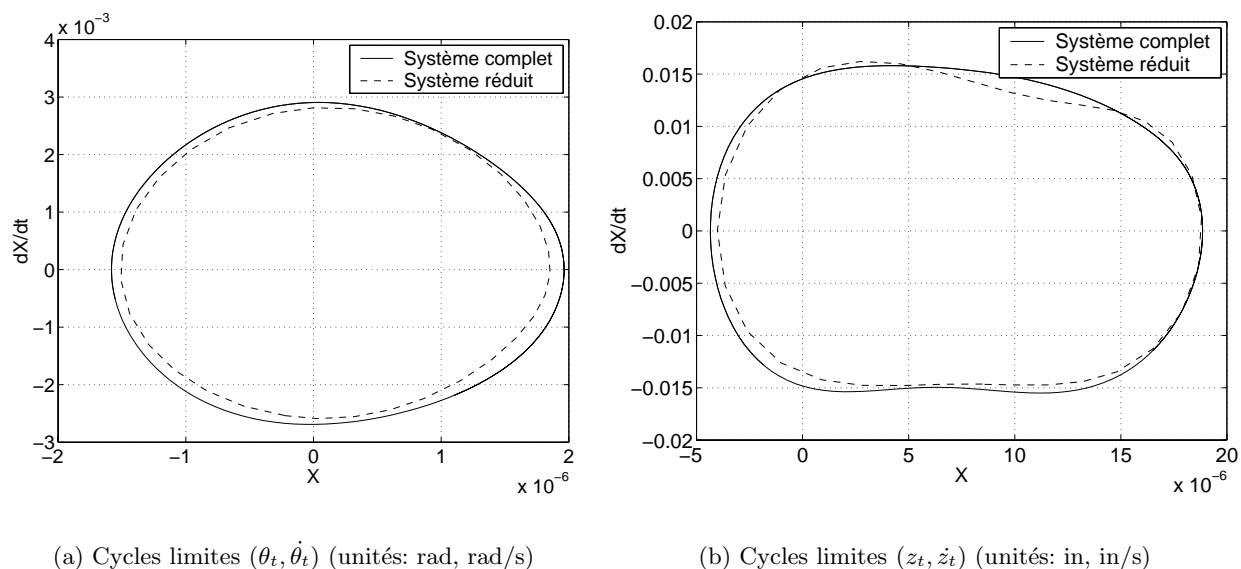 x 10⁻³
4
3
2
1
0
−1
−2
−3
dX/dt
Système complet
Système réduit
−2
−1
0
1
2
X
x 10⁻⁶
0.02
0.015
0.01
0.005
0
−0.005
−0.01
−0.015
−0.02
dX/dt
Système complet
Système réduit
−5
0
5
10
15
20
X
x 10⁻⁶
(a) Cycles limites (θ_t, θ̇_t) (unités: rad, rad/s)
(b) Cycles limites (z_t, ż_t) (unités: in, in/s)